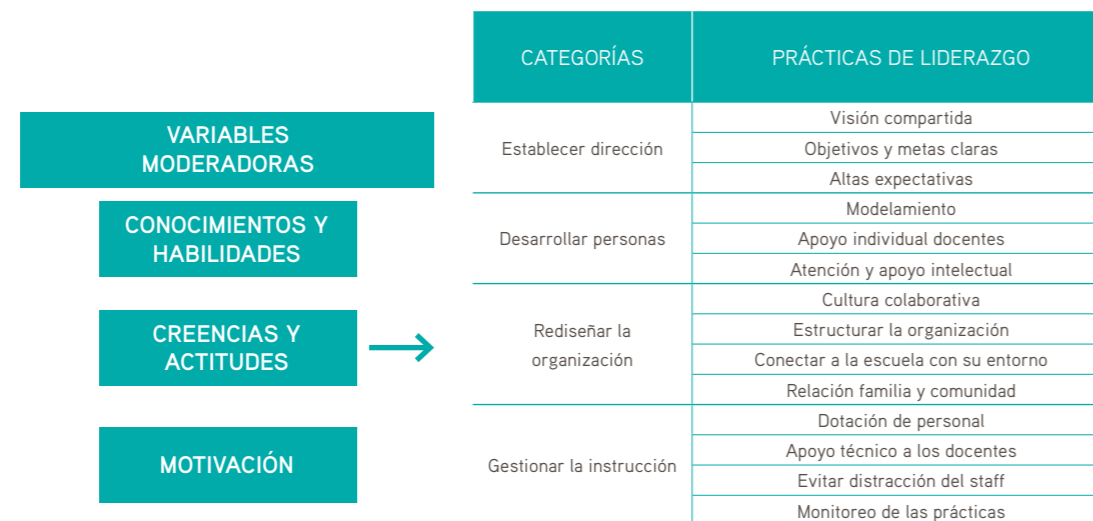 VARIABLES
MODERADORAS
CONOCIMIENTOS Y
HABILIDADES
CREENCIAS Y
ACTITUDES
MOTIVACIÓN
CATEGORÍAS
PRÁCTICAS DE LIDERAZGO
Establecer dirección
Visión compartida
Objetivos y metas claras
Altas expectativas
Desarrollar personas
Modelamiento
Apoyo individual docentes
Atención y apoyo intelectual
Rediseñar la
organización
Cultura colaborativa
Estructurar la organización
Conectar a la escuela con su entorno
Relación familia y comunidad
Gestionar la instrucción
Dotación de personal
Apoyo técnico a los docentes
Evitar distracción del staff
Monitoreo de las prácticas